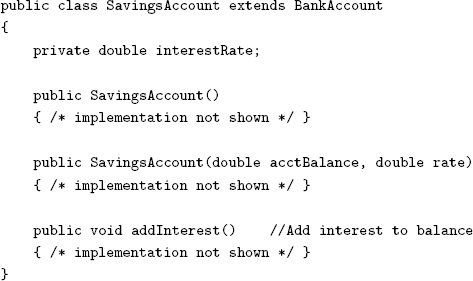 public class SavingsAccount extends BankAccount
{
    private double interestRate;

    public SavingsAccount()
    { /* implementation not shown */ }

    public SavingsAccount(double acctBalance, double rate)
    { /* implementation not shown */ }

    public void addInterest()    //Add interest to balance
    { /* implementation not shown */ }
}